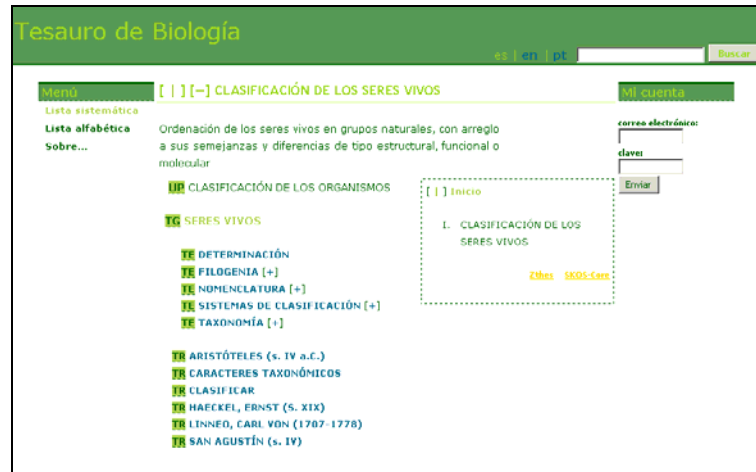 Tesauro de Biología
es | en | pt
Buscar
Menú
Lista sistemática
Lista alfabética
Sobre...
[ | ] [−] CLASIFICACIÓN DE LOS SERES VIVOS
Ordenación de los seres vivos en grupos naturales, con arreglo
a sus semejanzas y diferencias de tipo estructural, funcional o
molecular
UP CLASIFICACIÓN DE LOS ORGANISMOS
TG SERES VIVOS
TE DETERMINACIÓN
TE FILOGENIA [+]
TE NOMENCLATURA [+]
TE SISTEMAS DE CLASIFICACIÓN [+]
TE TAXONOMÍA [+]
TR ARISTÓTELES (s. IV a.C.)
TR CARACTERES TAXONÓMICOS
TR CLASIFICAR
TR HAECKEL, ERNST (S. XIX)
TR LINNEO, CARL VON (1707-1778)
TR SAN AGUSTÍN (s. IV)
[ | ] Inicio
1. CLASIFICACIÓN DE LOS
SERES VIVOS
Zthes SKOS-Core
Mi cuenta
correo electrónico:
clave:
Enviar